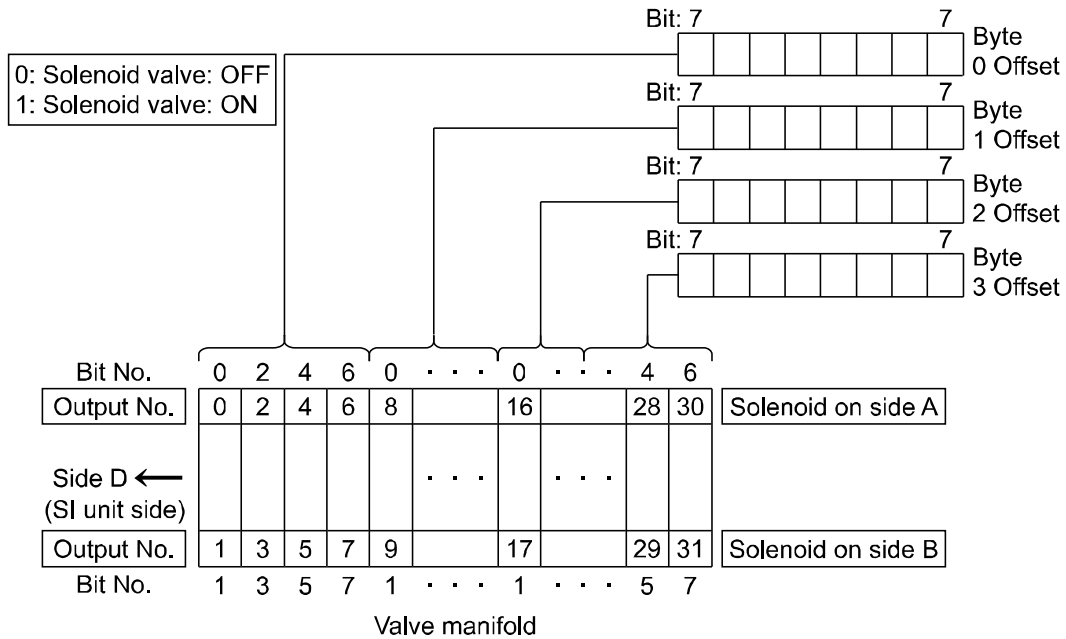 Bit: 7 7
Byte
0 Offset
0: Solenoid valve: OFF
1: Solenoid valve: ON
Bit: 7 7
Byte
1 Offset
Bit: 7 7
Byte
2 Offset
Bit: 7 7
Byte
3 Offset
Bit No. 0 2 4 6 0 · · · 0 · · · 4 6
Output No. 0 2 4 6 8 16 28 30 Solenoid on side A
Side D ← · · · · · ·
(SI unit side)
Output No. 1 3 5 7 9 17 29 31 Solenoid on side B
Bit No. 1 3 5 7 1 · · · 1 · · · 5 7
Valve manifold